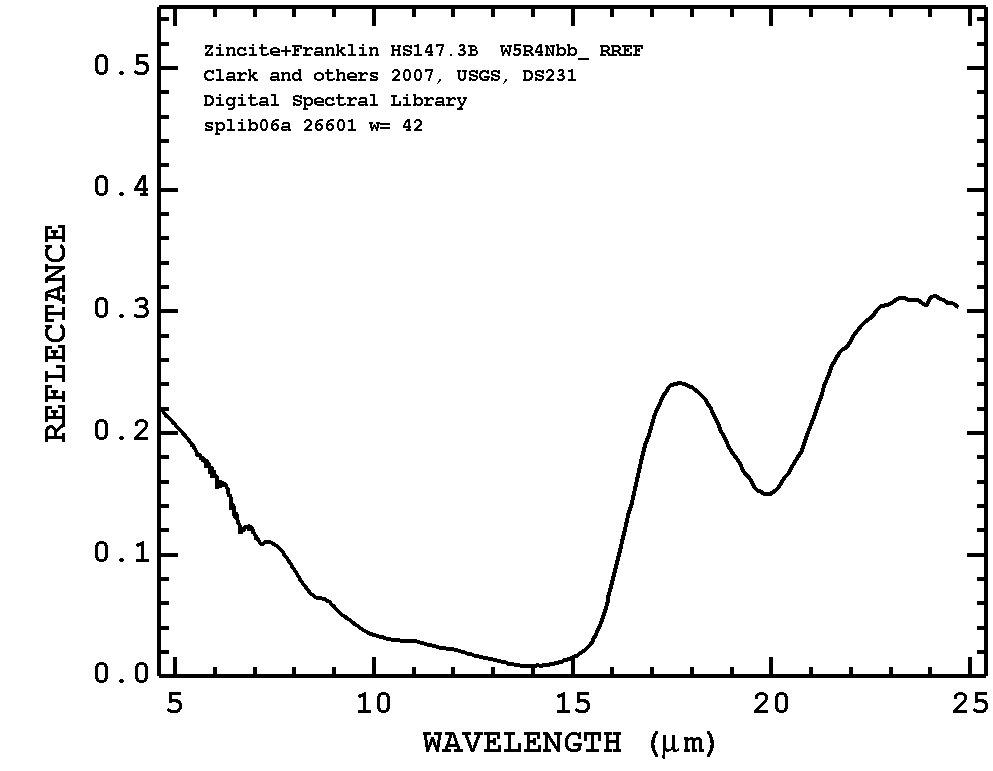 Zincite+Franklin HS147.3B W5R4Nbb_ RREF
Clark and others 2007, USGS, DS231
Digital Spectral Library
splib06a 26601 w= 42
0.5
0.4
0.3
0.2
0.1
0.0
REFLECTANCE
5 10 15 20 25
WAVELENGTH (μm)